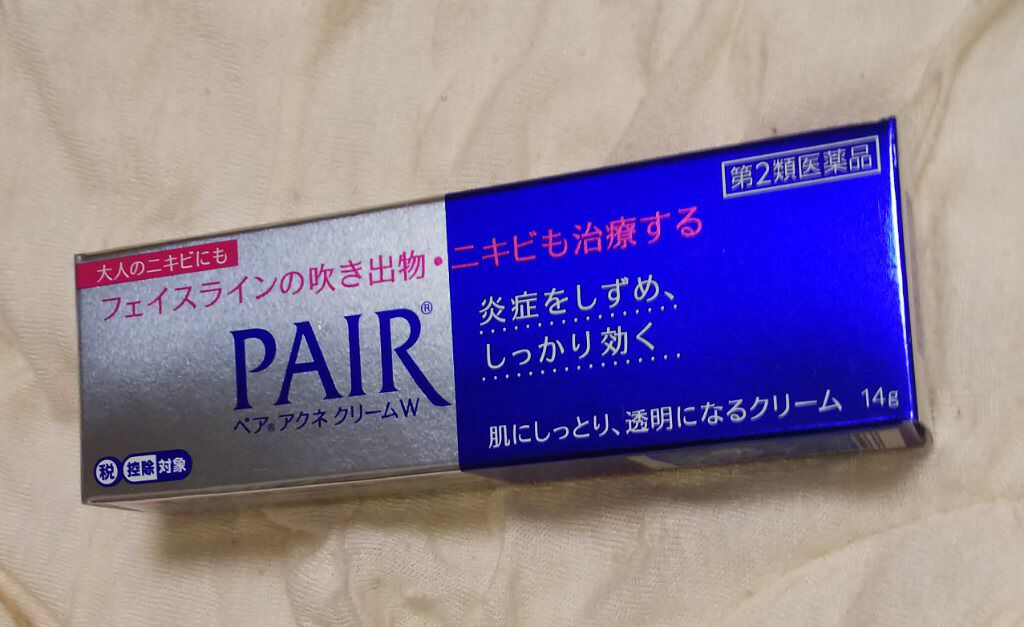 第2類医薬品
大人のニキビにも
フェイスラインの吹き出物・ニキビも治療する
PAIR®
ペア®アクネ クリームW
炎症をしずめ、
しっかり効く
肌にしっとり、透明になるクリーム 14g
税 控除対象